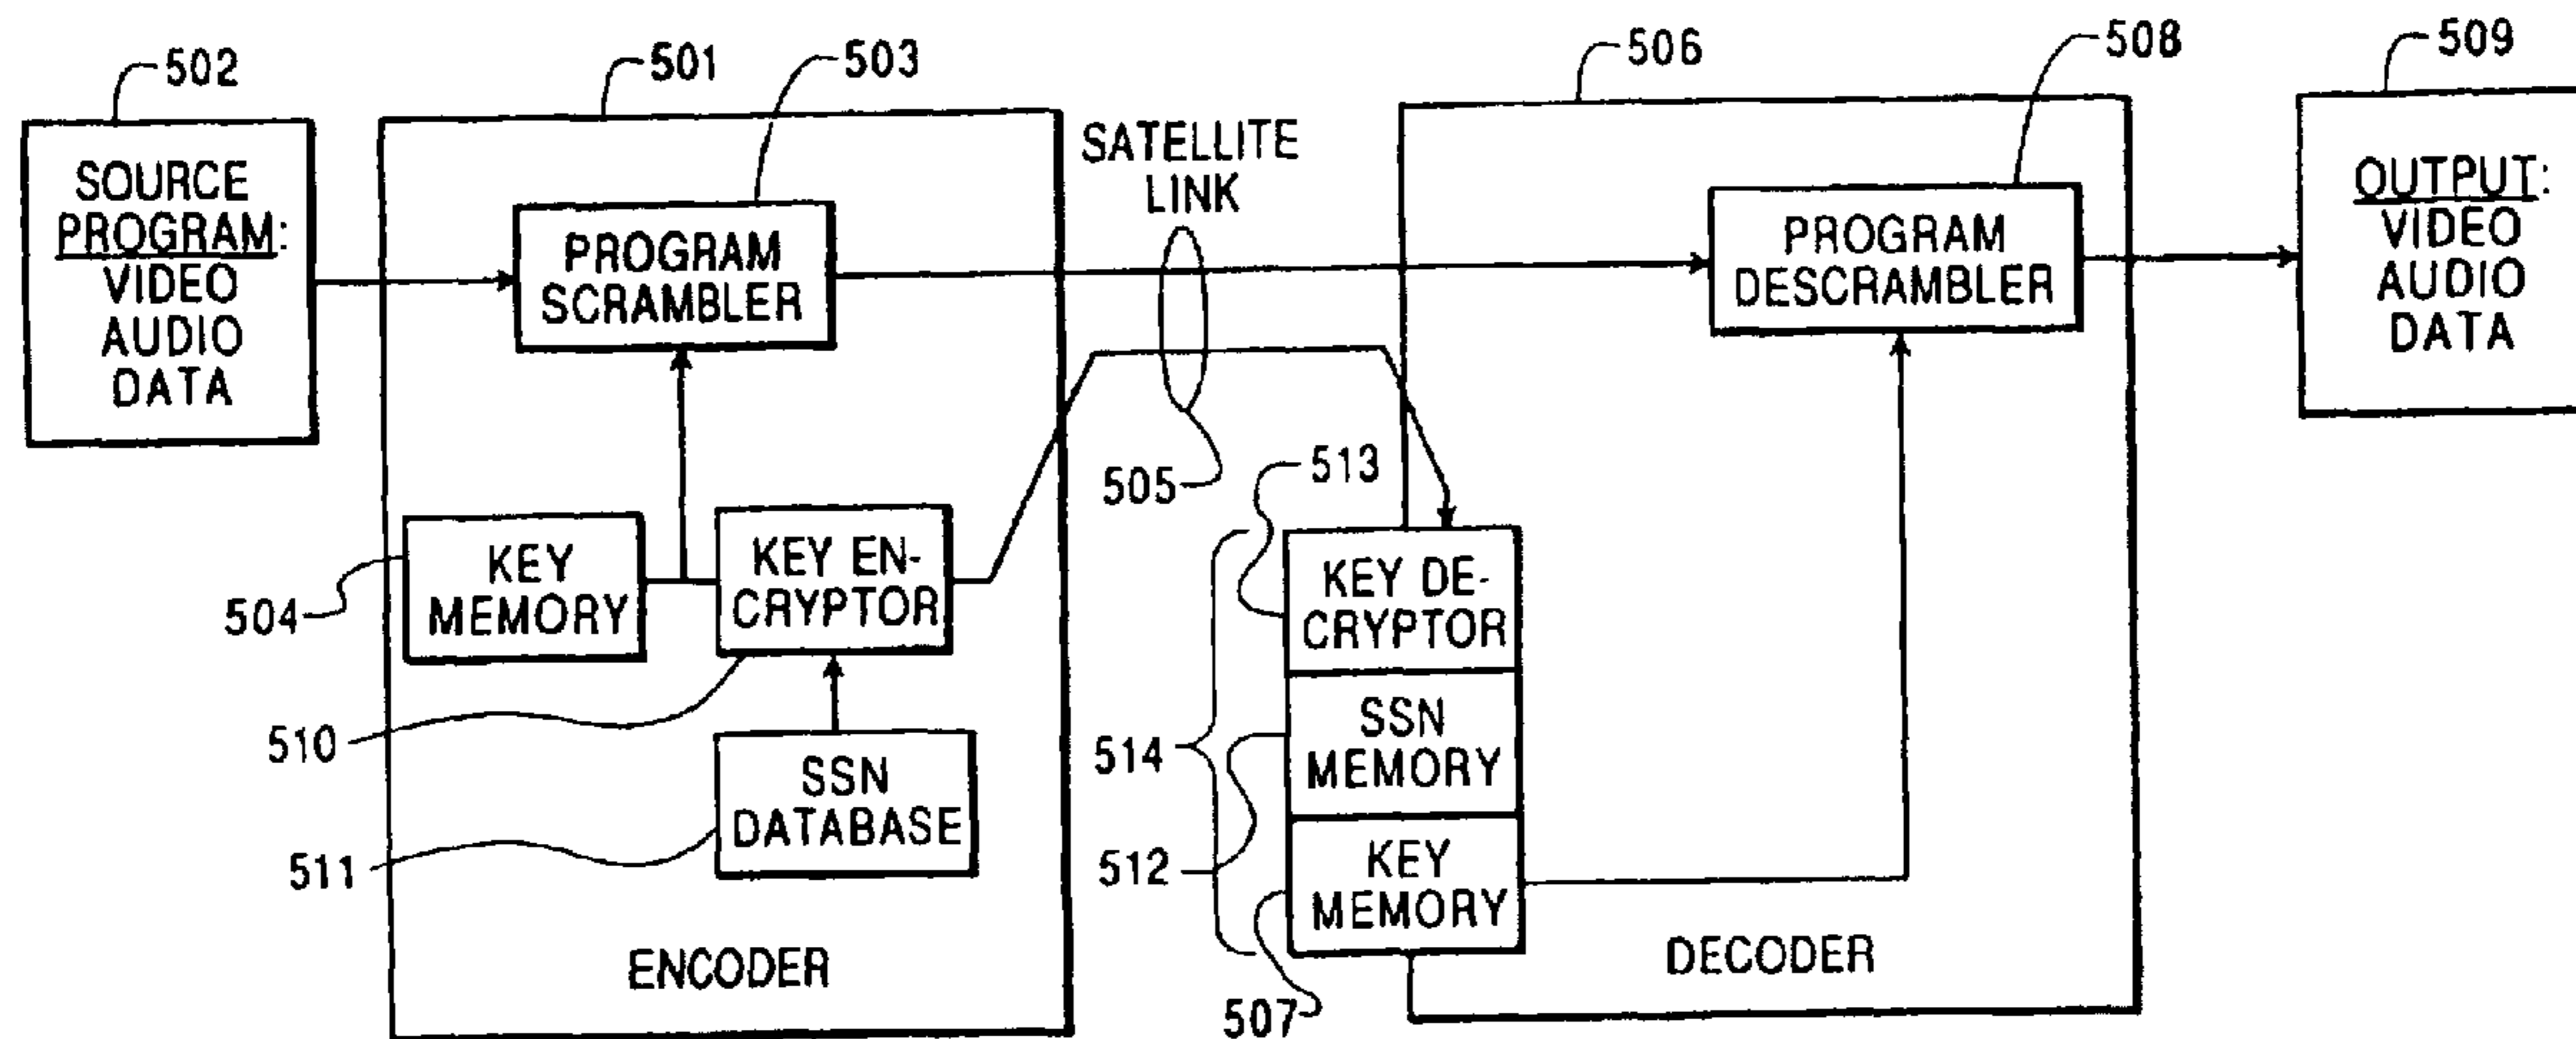 502
501
503
506
508
509
SOURCE
PROGRAM:
VIDEO
AUDIO
DATA
PROGRAM
SCRAMBLER
SATELLITE
LINK
505
PROGRAM
DESCRAMBLER
OUTPUT:
VIDEO
AUDIO
DATA
504
KEY
MEMORY
KEY EN-
CRYPTOR
510
SSN
DATABASE
511
ENCODER
513
KEY DE-
CRYPTOR
514
SSN
MEMORY
512
KEY
MEMORY
507
DECODER